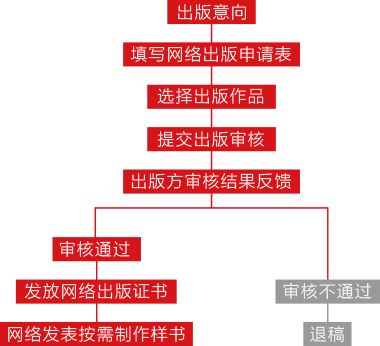 出版意向
填写网络出版申请表
选择出版作品
提交出版审核
出版方审核结果反馈
审核通过
发放网络出版证书
网络发表按需制作样书
审核不通过
退稿